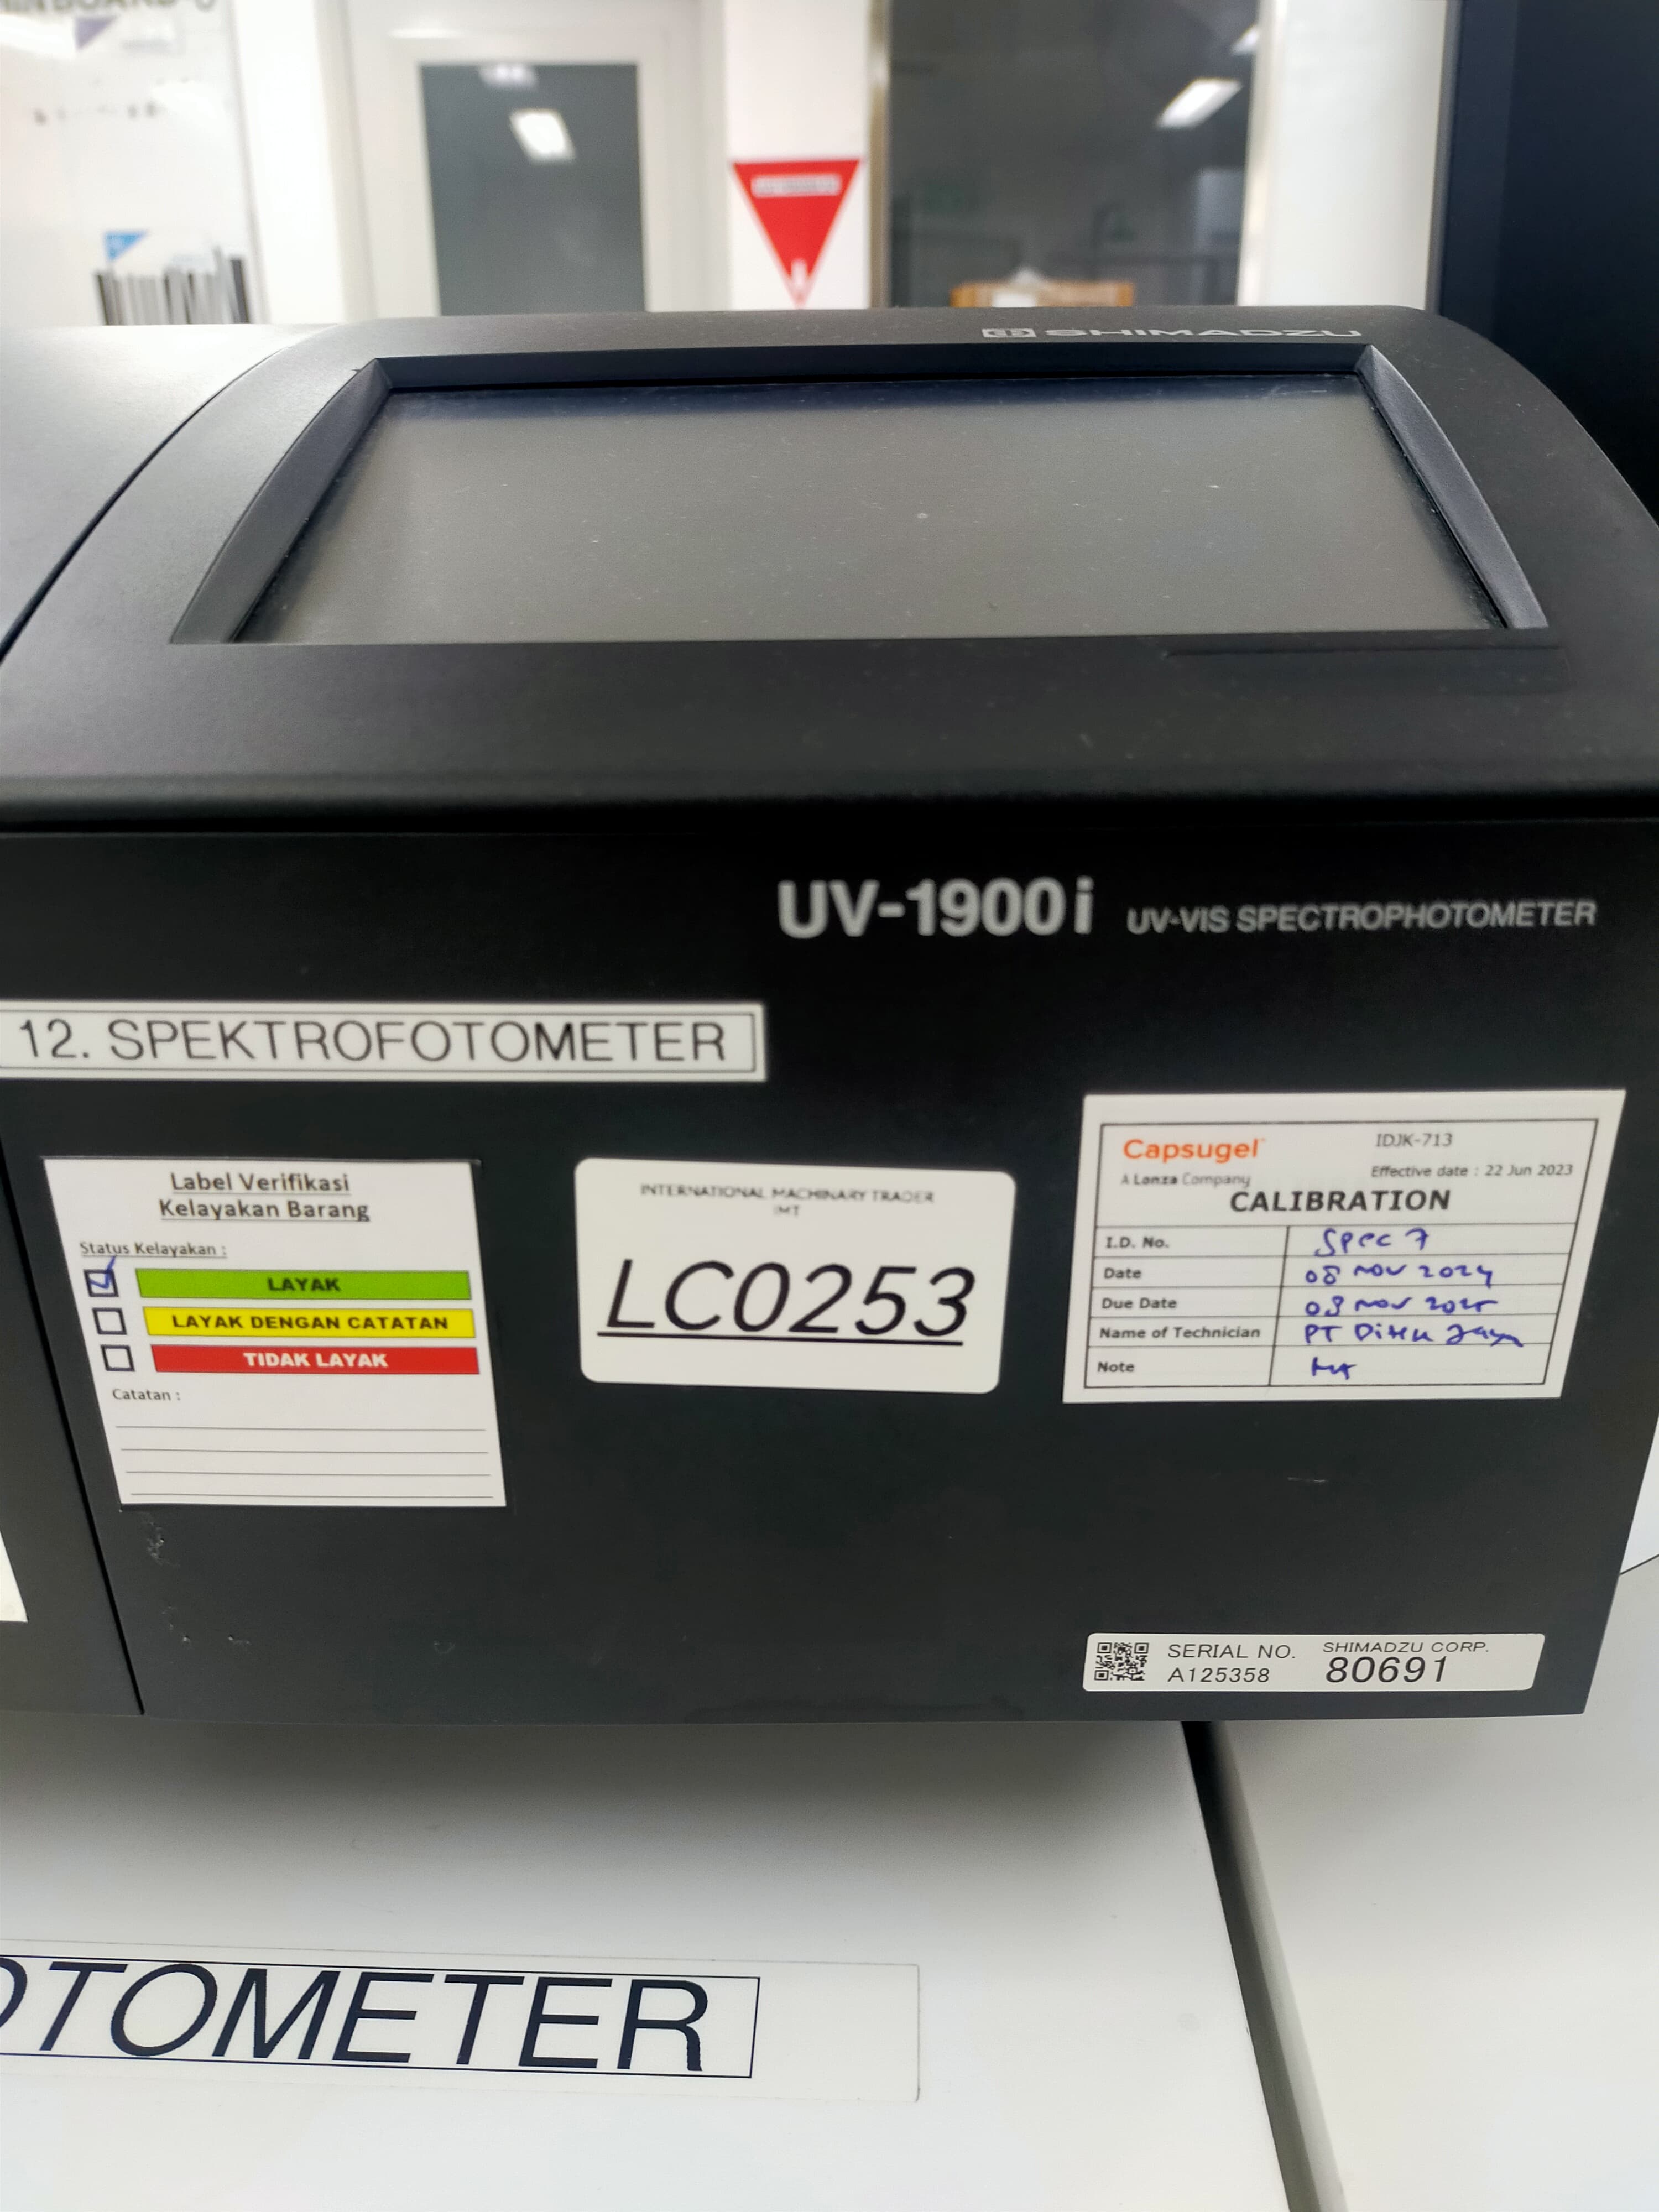 SHIMADZU
UV-1900i UV-VIS SPECTROPHOTOMETER
12. SPEKTROFOTOMETER
Label Verifikasi
Kelayakan Barang
Status Kelayakan :
LAYAK
LAYAK DENGAN CATATAN
TIDAK LAYAK
Catatan :
INTERNATIONAL MACHINARY TRADER
IMT
LC0253
Capsugel
A Lonza Company
IDJK-713
Effective date : 22 Jun 2023
CALIBRATION
I.D. No. Spec 7
Date 08 Nov 2024
Due Date 08 Nov 2025
Name of Technician PT Ditek Jaya
Note
SERIAL NO. SHIMADZU CORP.
A125358 80691
OTOMETER